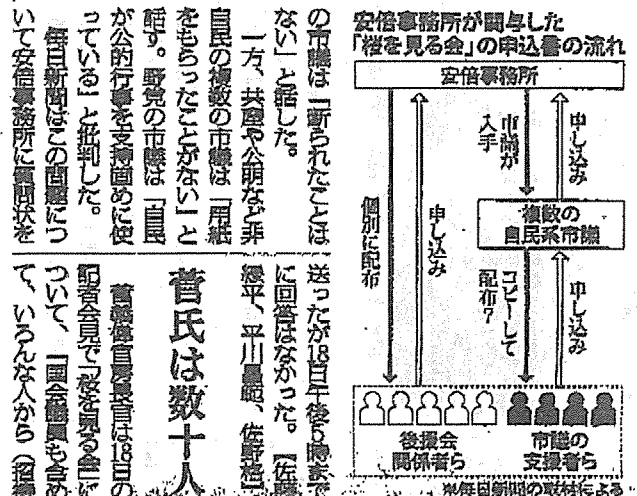 安倍事務所が関与した
「桜を見る会」の申込書の流れ
安倍事務所
個別に配布
申し込み
市議が
入手
申し込み
複数の
自民系市議
コピーして
配布？
申し込み
後援会
関係者ら
市議の
支援者ら
※毎日新聞の取材による
の市議は「断られたことは
ない」と話した。
一方、共産や公明など非
自民の複数の市議は「用紙
をもらったことがない」と
話す。野党の市議は「自民
が公的行事を支持固めに使
っている」と批判した。
毎日新聞はこの問題につ
いて安倍事務所に質問状を
送ったが18日午後5時まで
に回答はなかった。【佐藤
緑平、平川昌範、佐野格】
菅氏は数十人
菅義偉官房長官は18日の
記者会見で「桜を見る会」に
ついて、「国会議員も含め
て、いろんな人から（招待